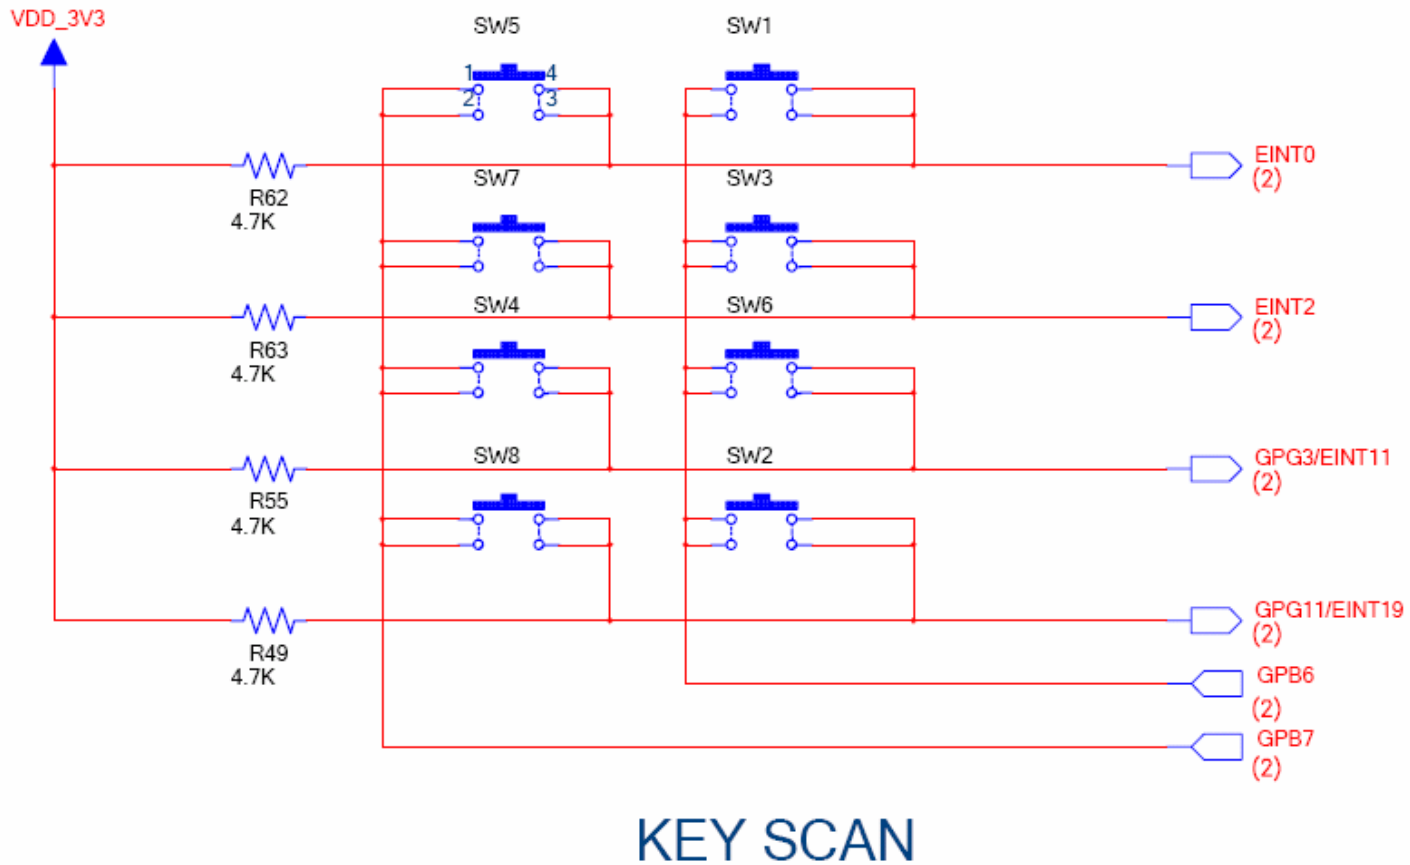 VDD_3V3
SW5
SW1
1
4
2
3
EINT0
(2)
SW7
SW3
R62
4.7K
EINT2
(2)
SW4
SW6
R63
4.7K
GPG3/EINT11
(2)
SW8
SW2
R55
4.7K
GPG11/EINT19
(2)
R49
4.7K
GPB6
(2)
GPB7
(2)
KEY SCAN